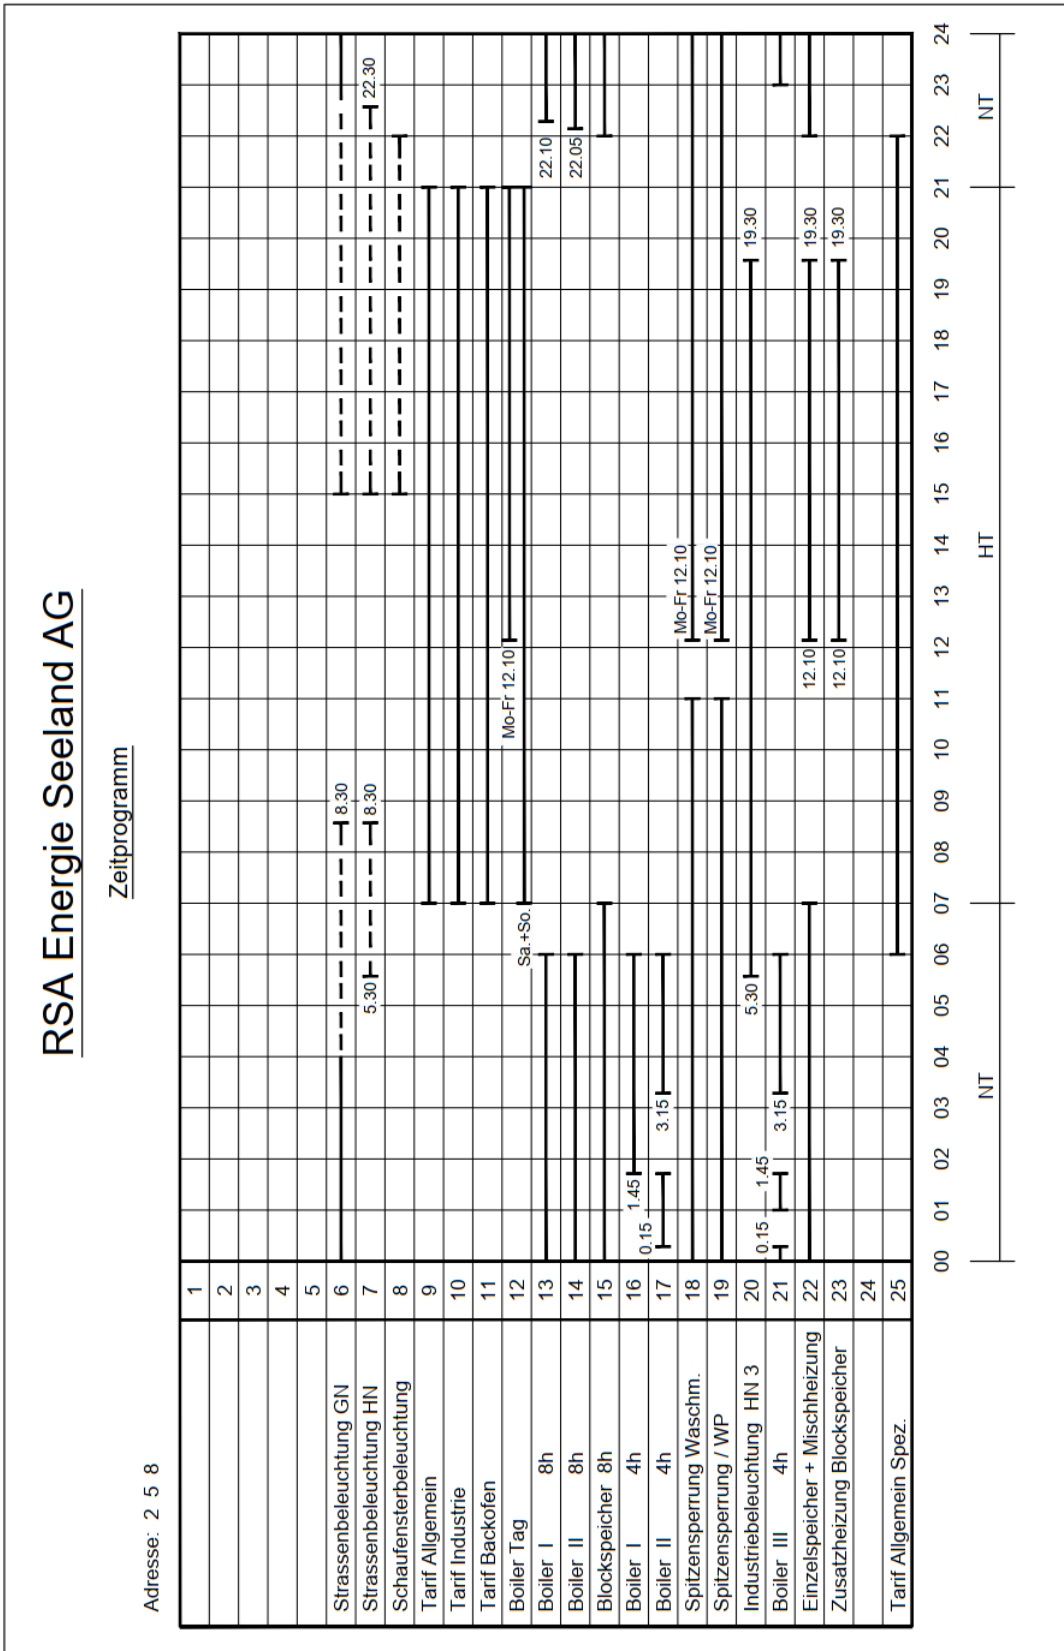 RSA Energie Seeland AG
Zeitprogramm
Adresse: 2 5 8
1
2
3
4
5
Strassenbeleuchtung GN 6 8.30
Strassenbeleuchtung HN 7 5.30 8.30 22.30
Schaufensterbeleuchtung 8
Tarif Allgemein 9
Tarif Industrie 10
Tarif Backofen 11
Boiler Tag 12 Sa.+So. Mo-Fr 12.10
Boiler I 8h 13 22.10
Boiler II 8h 14 22.05
Blockspeicher 8h 15
Boiler I 4h 16 1.45
Boiler II 4h 17 0.15 3.15
Spitzensperrung Waschm. 18 Mo-Fr 12.10
Spitzensperrung / WP 19 Mo-Fr 12.10
Industriebeleuchtung HN 3 20 5.30 19.30
Boiler III 4h 21 0.15 1.45 3.15
Einzelspeicher + Mischheizung 22 12.10 19.30
Zusatzheizung Blockspeicher 23 12.10 19.30
24
Tarif Allgemein Spez. 25
00 01 02 03 04 05 06 07 08 09 10 11 12 13 14 15 16 17 18 19 20 21 22 23 24
NT HT NT